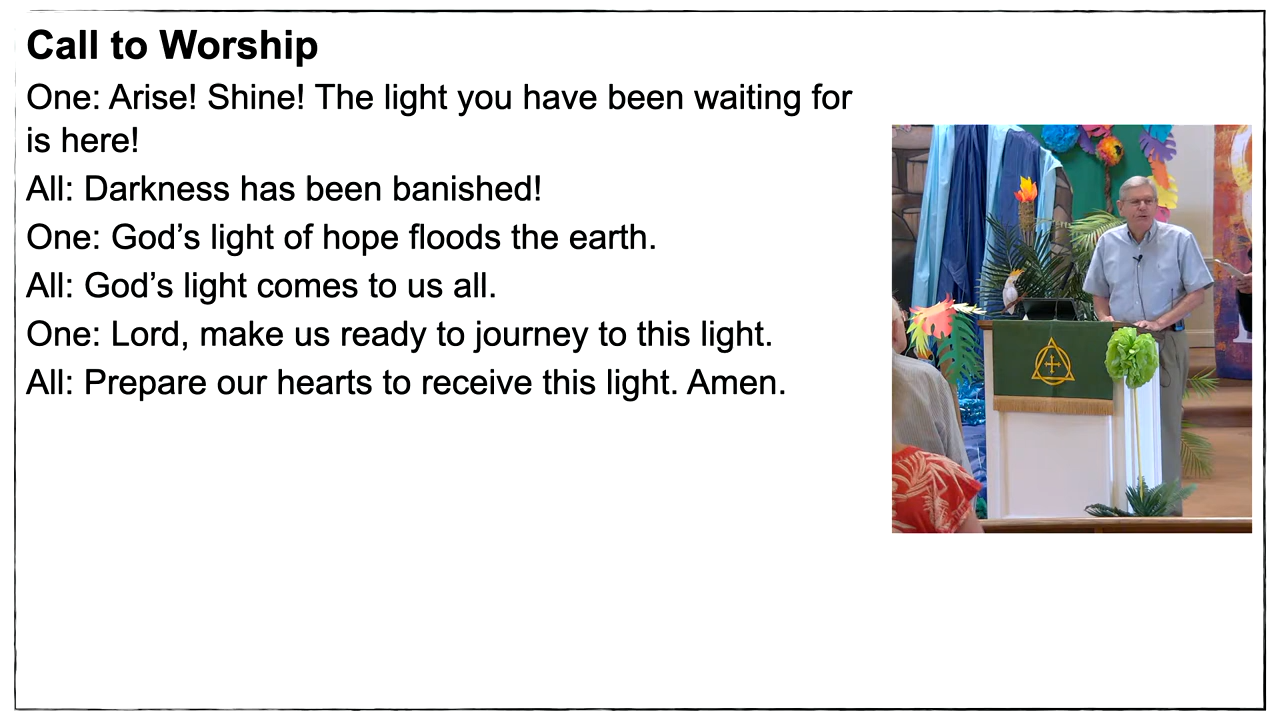 Call to Worship
One: Arise! Shine! The light you have been waiting for
is here!
All: Darkness has been banished!
One: God’s light of hope floods the earth.
All: God’s light comes to us all.
One: Lord, make us ready to journey to this light.
All: Prepare our hearts to receive this light. Amen.